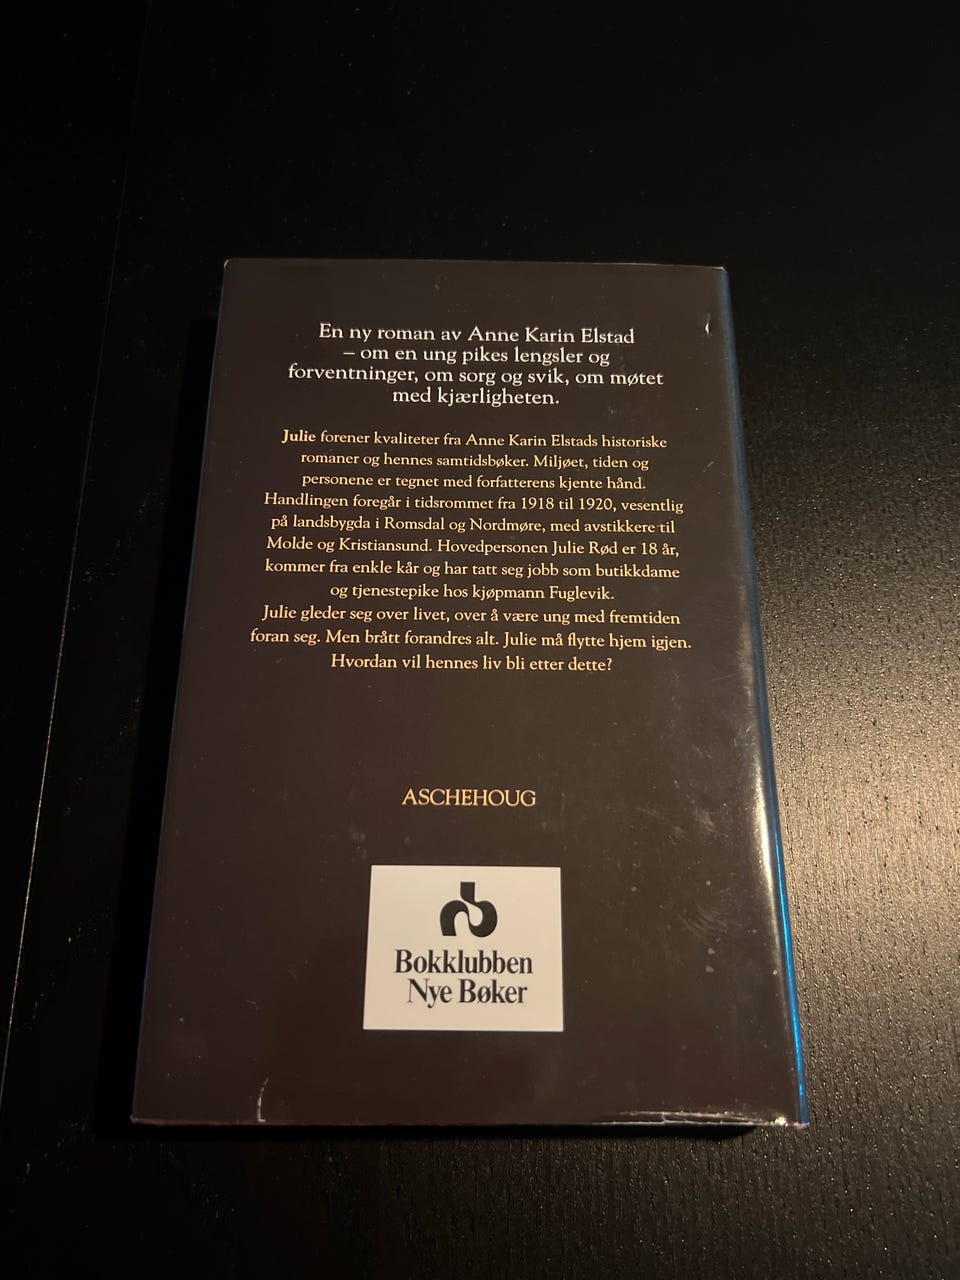 En ny roman av Anne Karin Elstad
– om en ung pikes lengsler og
forventninger, om sorg og svik, om møtet
med kjærligheten.
Julie forener kvaliteter fra Anne Karin Elstads historiske
romaner og hennes samtidsbøker. Miljøet, tiden og
personene er tegnet med forfatterens kjente hånd.
Handlingen foregår i tidsrommet fra 1918 til 1920, vesentlig
på landsbygda i Romsdal og Nordmøre, med avstikkere til
Molde og Kristiansund. Hovedpersonen Julie Rød er 18 år,
kommer fra enkle kår og har tatt seg jobb som butikkdame
og tjenestepike hos kjøpmann Fuglevik.
Julie gleder seg over livet, over å være ung med fremtiden
foran seg. Men brått forandres alt. Julie må flytte hjem igjen.
Hvordan vil hennes liv bli etter dette?
ASCHEHOUG
Bokklubben
Nye Bøker